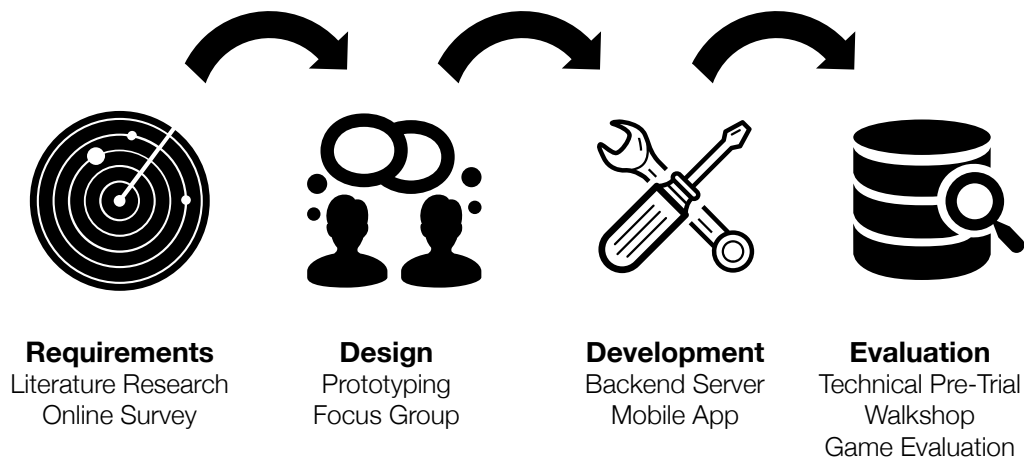 Requirements
Literature Research
Online Survey
Design
Prototyping
Focus Group
Development
Backend Server
Mobile App
Evaluation
Technical Pre-Trial
Walkshop
Game Evaluation